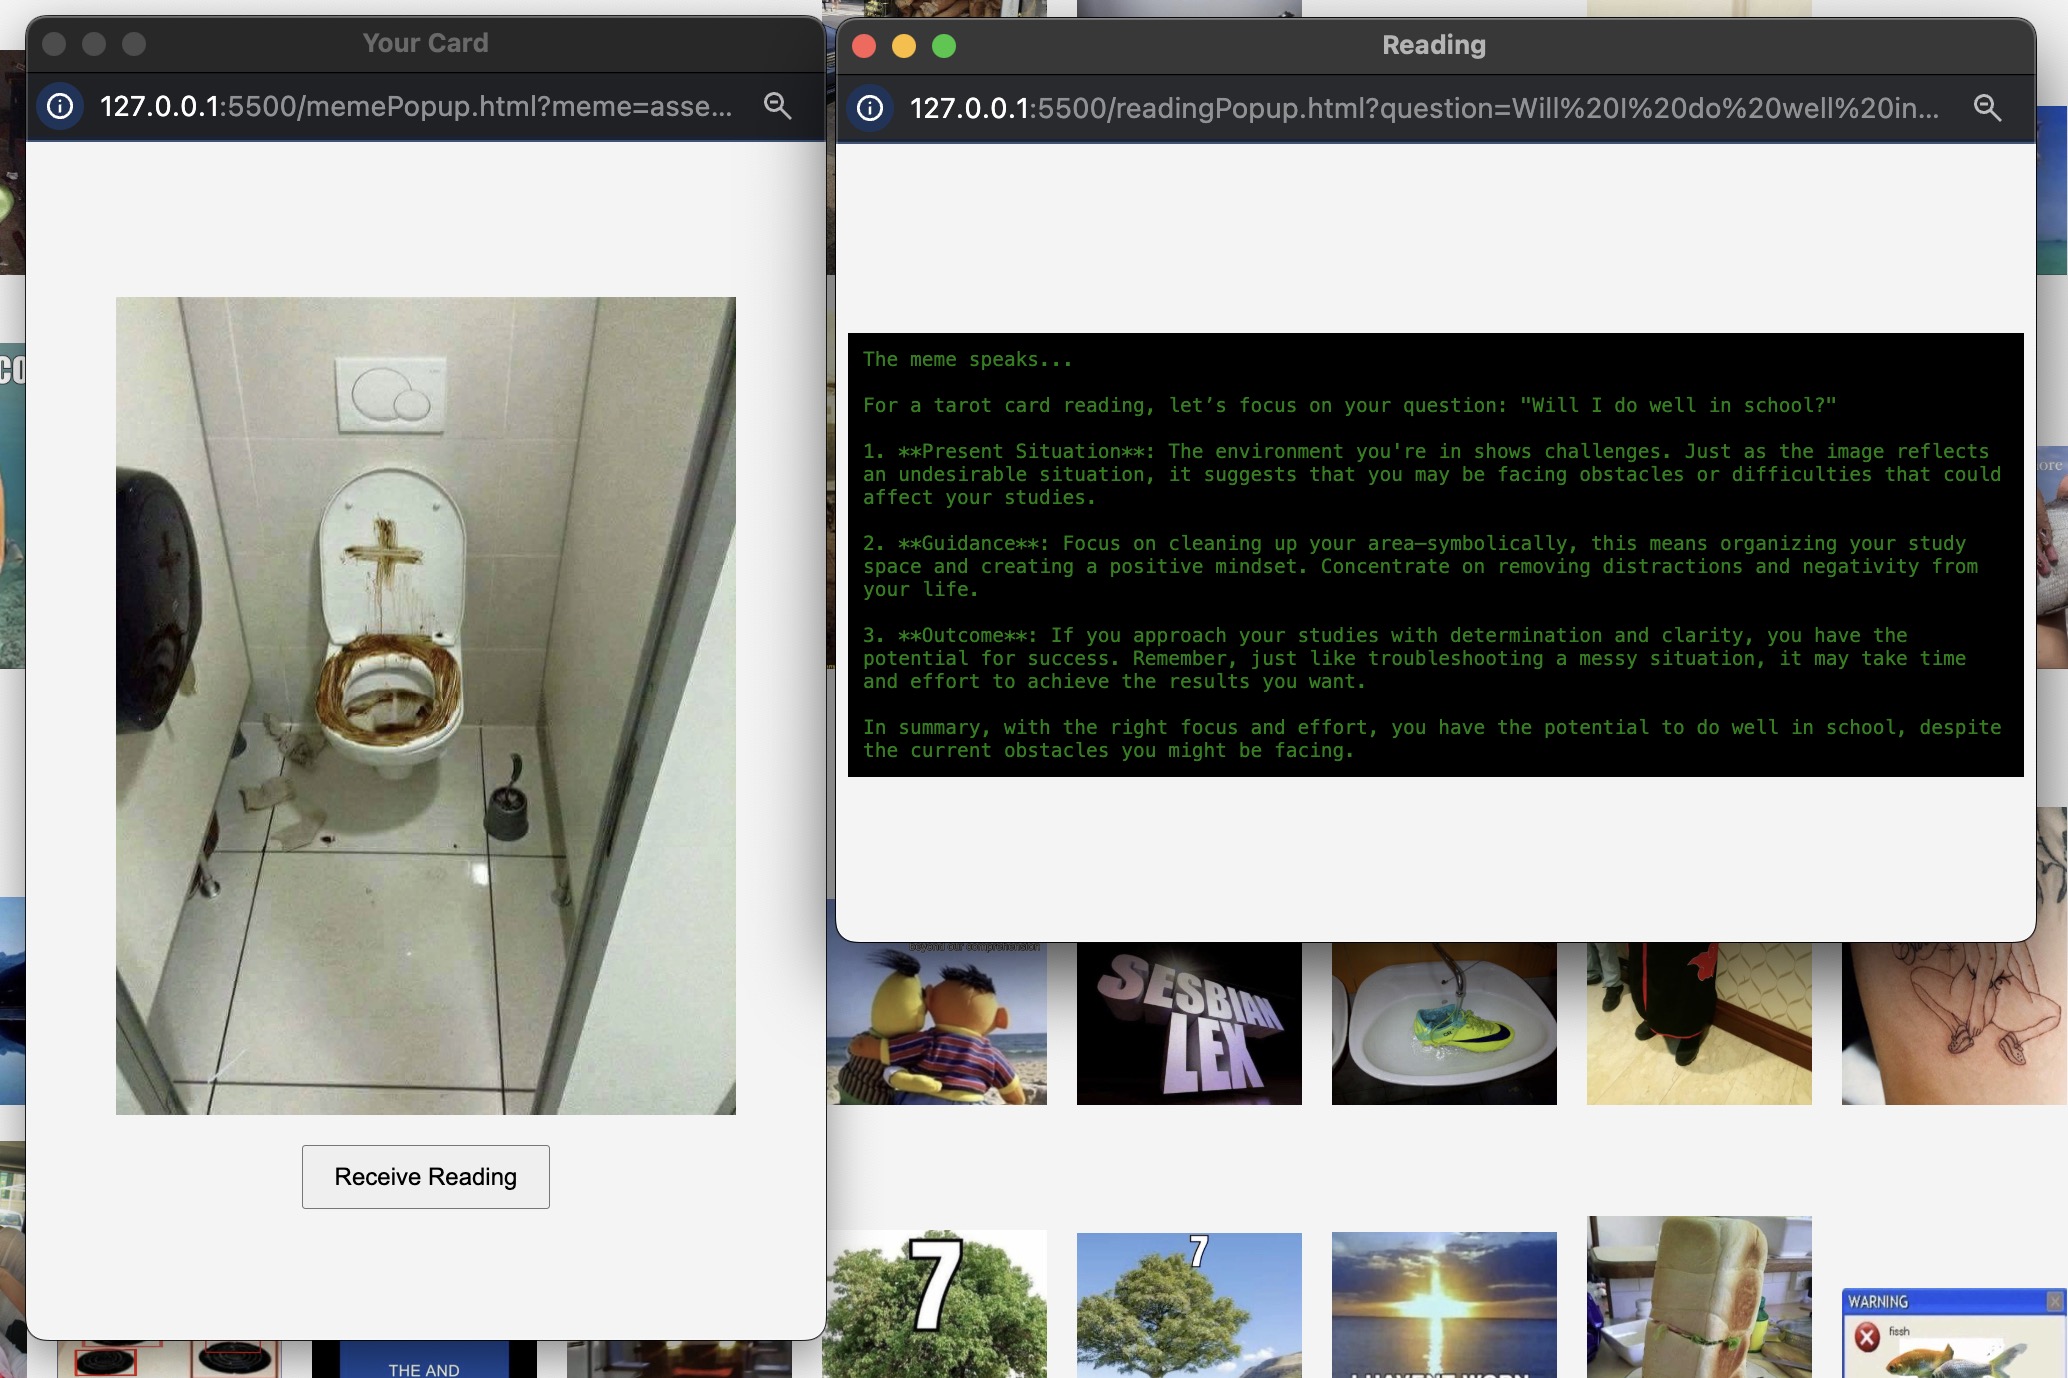 Your Card
127.0.0.1:5500/memePopup.html?meme=asse...
Receive Reading
Reading
127.0.0.1:5500/readingPopup.html?question=Will%20I%20do%20well%20in...
The meme speaks...
For a tarot card reading, let’s focus on your question: "Will I do well in school?"
1. **Present Situation**: The environment you're in shows challenges. Just as the image reflects
an undesirable situation, it suggests that you may be facing obstacles or difficulties that could
affect your studies.
2. **Guidance**: Focus on cleaning up your area—symbolically, this means organizing your study
space and creating a positive mindset. Concentrate on removing distractions and negativity from
your life.
3. **Outcome**: If you approach your studies with determination and clarity, you have the
potential for success. Remember, just like troubleshooting a messy situation, it may take time
and effort to achieve the results you want.
In summary, with the right focus and effort, you have the potential to do well in school, despite
the current obstacles you might be facing.
beyond our comprehension
SESBIAN
LEX
7
7
WARNING
fissh
THE AND